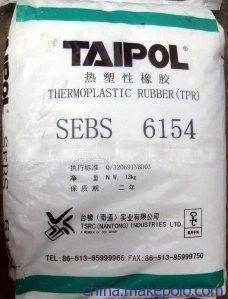 TAIPOL
热塑性橡胶
THERMOPLASTIC RUBBER (TPR)
SEBS 6154
执行标准 Q/320691NBD03
净 重 N.W. 13kg
保质期 二年
台橡(南通)实业有限公司
TSRC(NANTONG)INDUSTRIES LTD
TEL:86-513-85999966 FAX:86-513-85999750
SEBS 6
china.makepolo.com